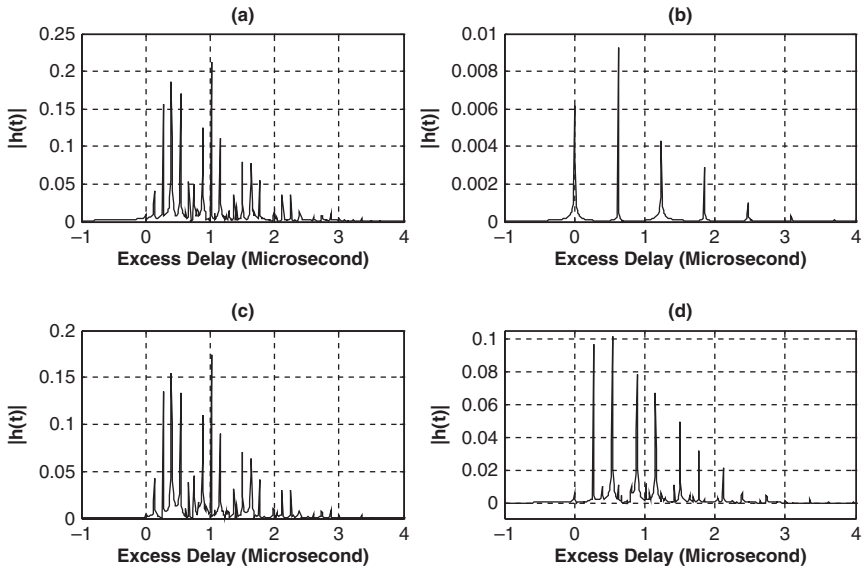 (a)
|h(t)|
0.25
0.2
0.15
0.1
0.05
0
−1 0 1 2 3 4
Excess Delay (Microsecond)
(b)
|h(t)|
0.01
0.008
0.006
0.004
0.002
0
−1 0 1 2 3 4
Excess Delay (Microsecond)
(c)
|h(t)|
0.2
0.15
0.1
0.05
0
−1 0 1 2 3 4
Excess Delay (Microsecond)
(d)
|h(t)|
0.1
0.08
0.06
0.04
0.02
0
−1 0 1 2 3 4
Excess Delay (Microsecond)